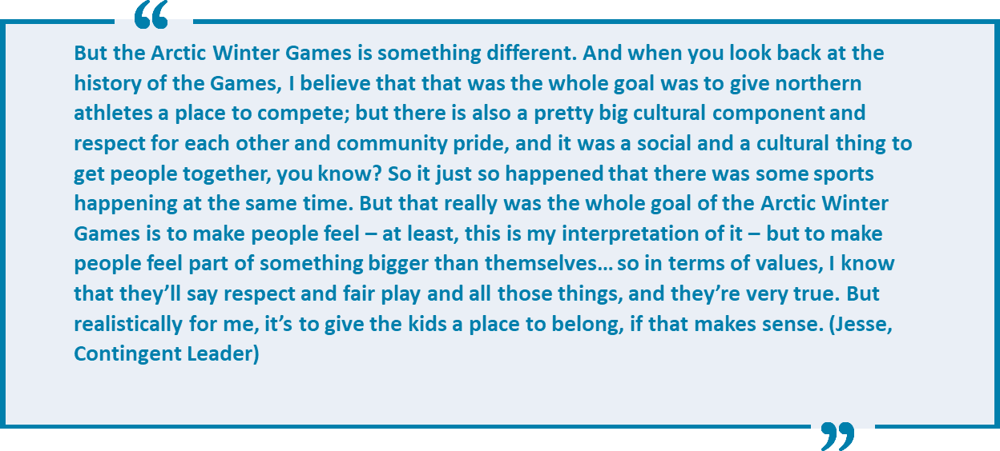 “
But the Arctic Winter Games is something different. And when you look back at the
history of the Games, I believe that that was the whole goal was to give northern
athletes a place to compete; but there is also a pretty big cultural component and
respect for each other and community pride, and it was a social and a cultural thing to
get people together, you know? So it just so happened that there was some sports
happening at the same time. But that really was the whole goal of the Arctic Winter
Games is to make people feel – at least, this is my interpretation of it – but to make
people feel part of something bigger than themselves… so in terms of values, I know
that they’ll say respect and fair play and all those things, and they’re very true. But
realistically for me, it’s to give the kids a place to belong, if that makes sense. (Jesse,
Contingent Leader)
”